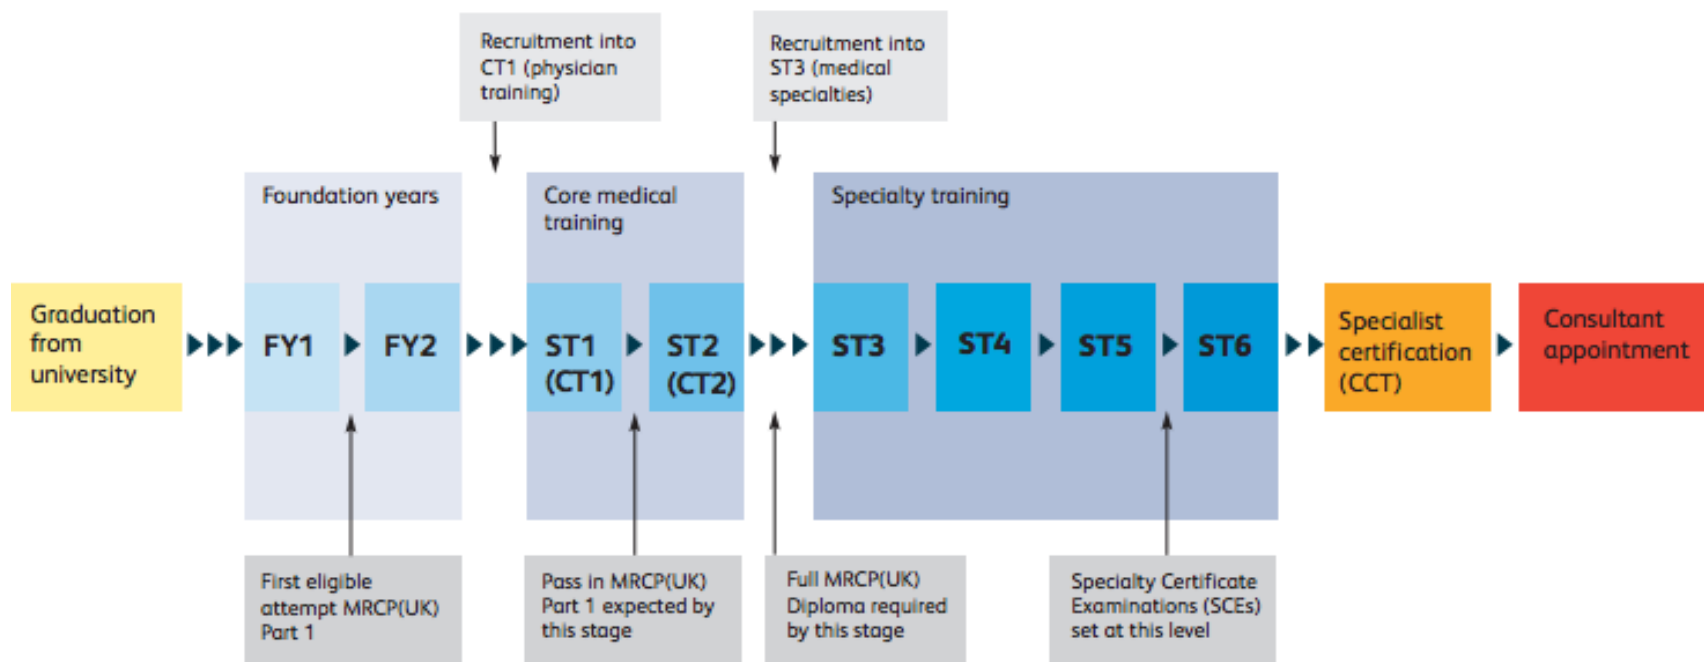 Recruitment into
CT1 (physician
training)
Recruitment into
ST3 (medical
specialties)
Foundation years
Core medical
training
Specialty training
Graduation
from
university
FY1
FY2
ST1
(CT1)
ST2
(CT2)
ST3
ST4
ST5
ST6
Specialist
certification
(CCT)
Consultant
appointment
First eligible
attempt MRCP(UK)
Part 1
Pass in MRCP(UK)
Part 1 expected by
this stage
Full MRCP(UK)
Diploma required
by this stage
Specialty Certificate
Examinations (SCEs)
set at this level